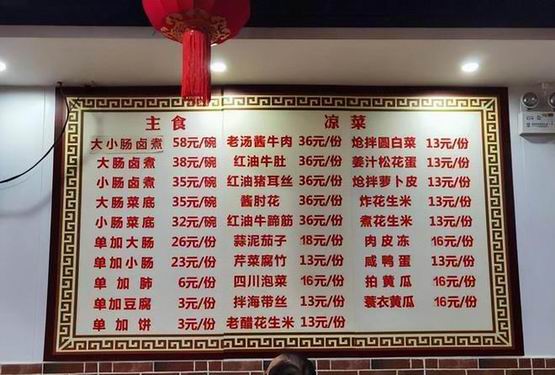 主食
大小肠卤煮 58元/碗
大肠卤煮 38元/碗
小肠卤煮 35元/碗
大肠菜底 35元/碗
小肠菜底 32元/碗
单加大肠 26元/份
单加小肠 23元/份
单加肺 6元/份
单加豆腐 3元/份
单加饼 3元/份
凉菜
老汤酱牛肉 36元/份
红油牛肚 36元/份
红油猪耳丝 36元/份
酱肘花 36元/份
红油牛蹄筋 36元/份
蒜泥茄子 18元/份
芹菜腐竹 13元/份
四川泡菜 16元/份
拌海带丝 13元/份
老醋花生米 13元/份
炝拌圆白菜 13元/份
姜汁松花蛋 13元/份
炝拌萝卜皮 13元/份
炸花生米 13元/份
煮花生米 13元/份
肉皮冻 16元/份
咸鸭蛋 13元/份
拍黄瓜 16元/份
蓑衣黄瓜 16元/份